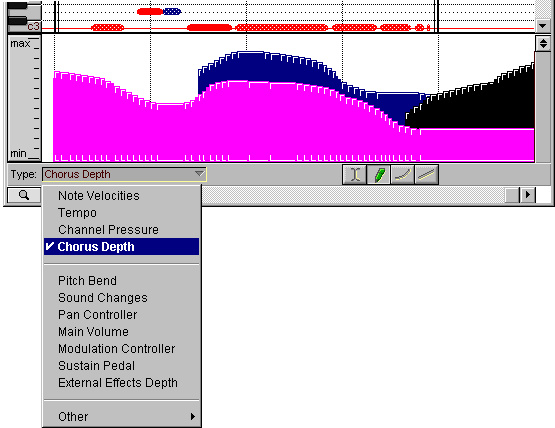 c3
max
min
Type: Chorus Depth
Note Velocities
Tempo
Channel Pressure
✔ Chorus Depth
Pitch Bend
Sound Changes
Pan Controller
Main Volume
Modulation Controller
Sustain Pedal
External Effects Depth
Other